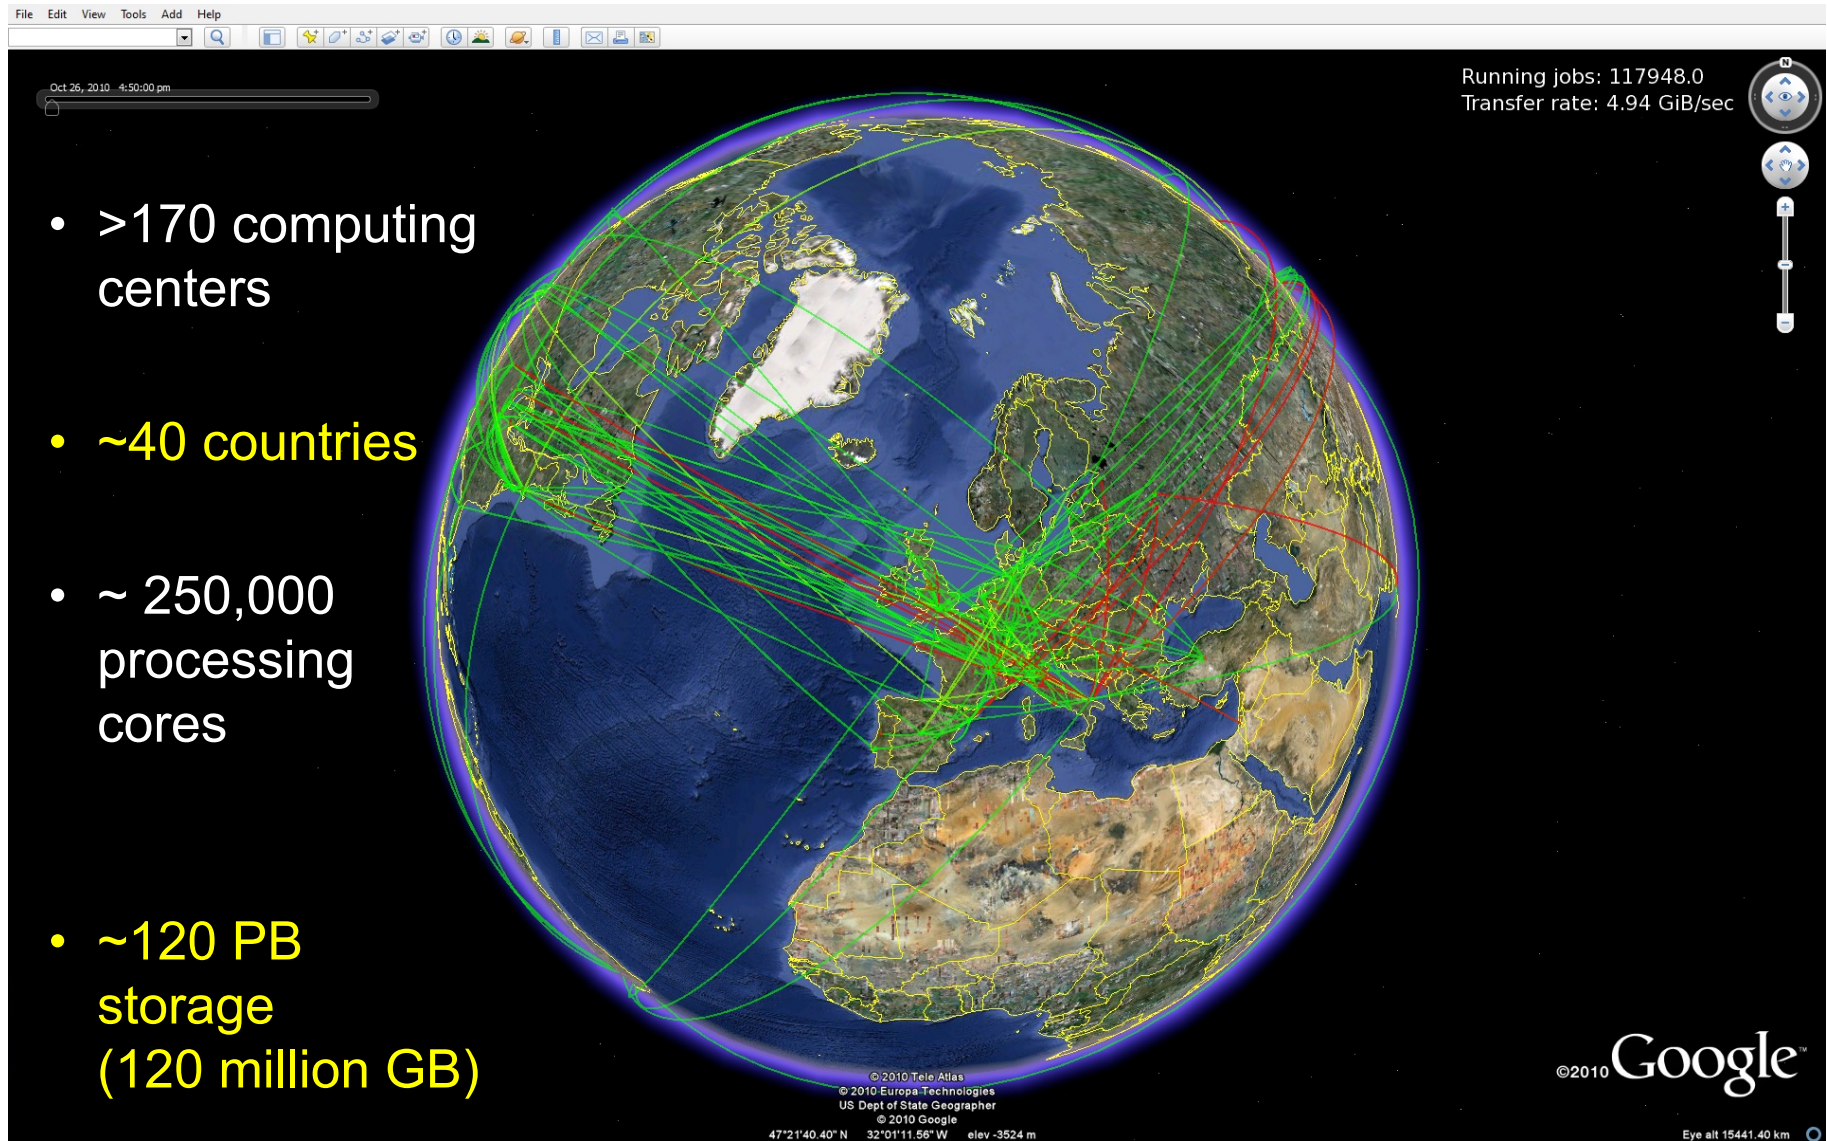 File Edit View Tools Add Help
Oct 26, 2010 4:50:00 pm
Running jobs: 117948.0
Transfer rate: 4.94 GiB/sec
N
• >170 computing
centers
• ~40 countries
• ~ 250,000
processing
cores
• ~120 PB
storage
(120 million GB)
© 2010 Tele Atlas
© 2010 Europa Technologies
US Dept of State Geographer
© 2010 Google
©2010 Google™
47°21'40.40" N 32°01'11.56" W elev -3524 m
Eye alt 15441.40 km